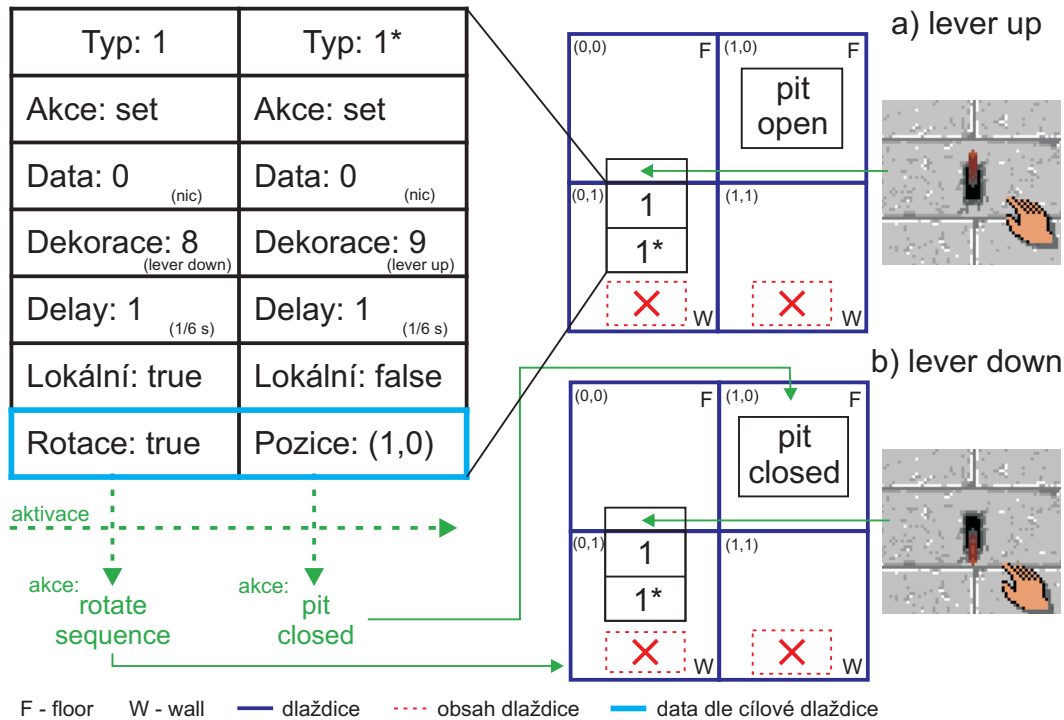 Typ: 1
Typ: 1*
Akce: set
Akce: set
Data: 0
(nic)
Data: 0
(nic)
Dekorace: 8
(lever down)
Dekorace: 9
(lever up)
Delay: 1
(1/6 s)
Delay: 1
(1/6 s)
Lokální: true
Lokální: false
Rotace: true
Pozice: (1,0)
aktivace
akce:
rotate
sequence
akce:
pit
closed
a) lever up
(0,0)
F
(1,0)
F
pit
open
(0,1)
1
1*
W
(1,1)
W
b) lever down
(0,0)
F
(1,0)
F
pit
closed
(0,1)
1
1*
W
(1,1)
W
F - floor
W - wall
dlaždice
obsah dlaždice
data dle cílové dlaždice